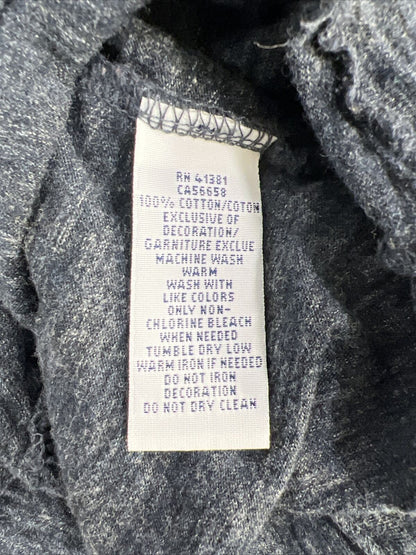 RN 41381
CA56658
100% COTTON/COTON
EXCLUSIVE OF
DECORATION/
GARNITURE EXCLUE
MACHINE WASH
WARM
WASH WITH
LIKE COLORS
ONLY NON-
CHLORINE BLEACH
WHEN NEEDED
TUMBLE DRY LOW
WARM IRON IF NEEDED
DO NOT IRON
DECORATION
DO NOT DRY CLEAN